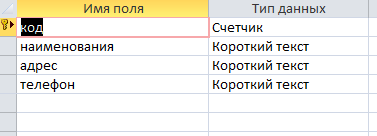 Имя поля Тип данных
код Счетчик
наименования Короткий текст
адрес Короткий текст
телефон Короткий текст